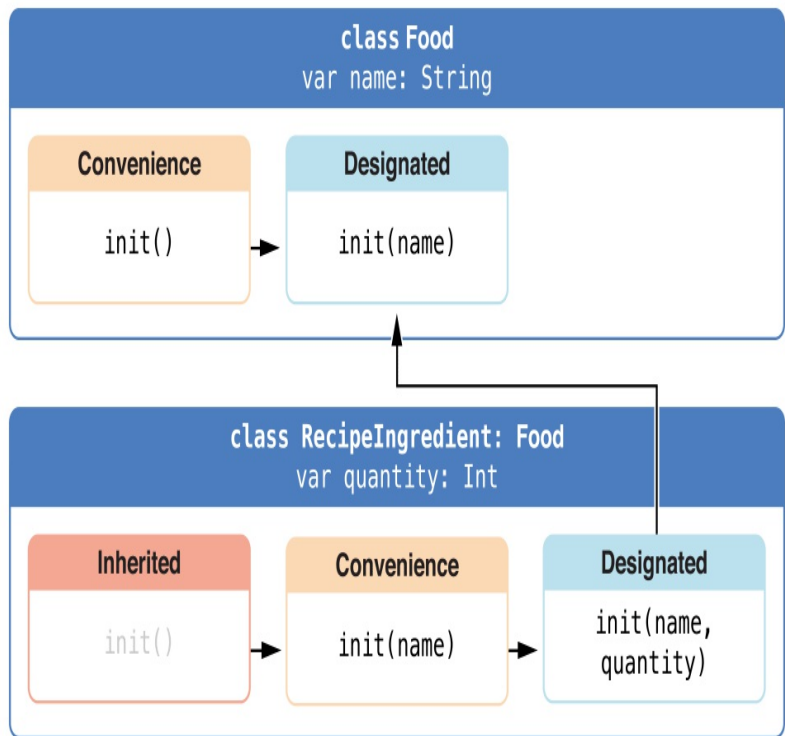 class Food
var name: String
Convenience
init()
Designated
init(name)
class RecipeIngredient: Food
var quantity: Int
Inherited
init()
Convenience
init(name)
Designated
init(name,
quantity)